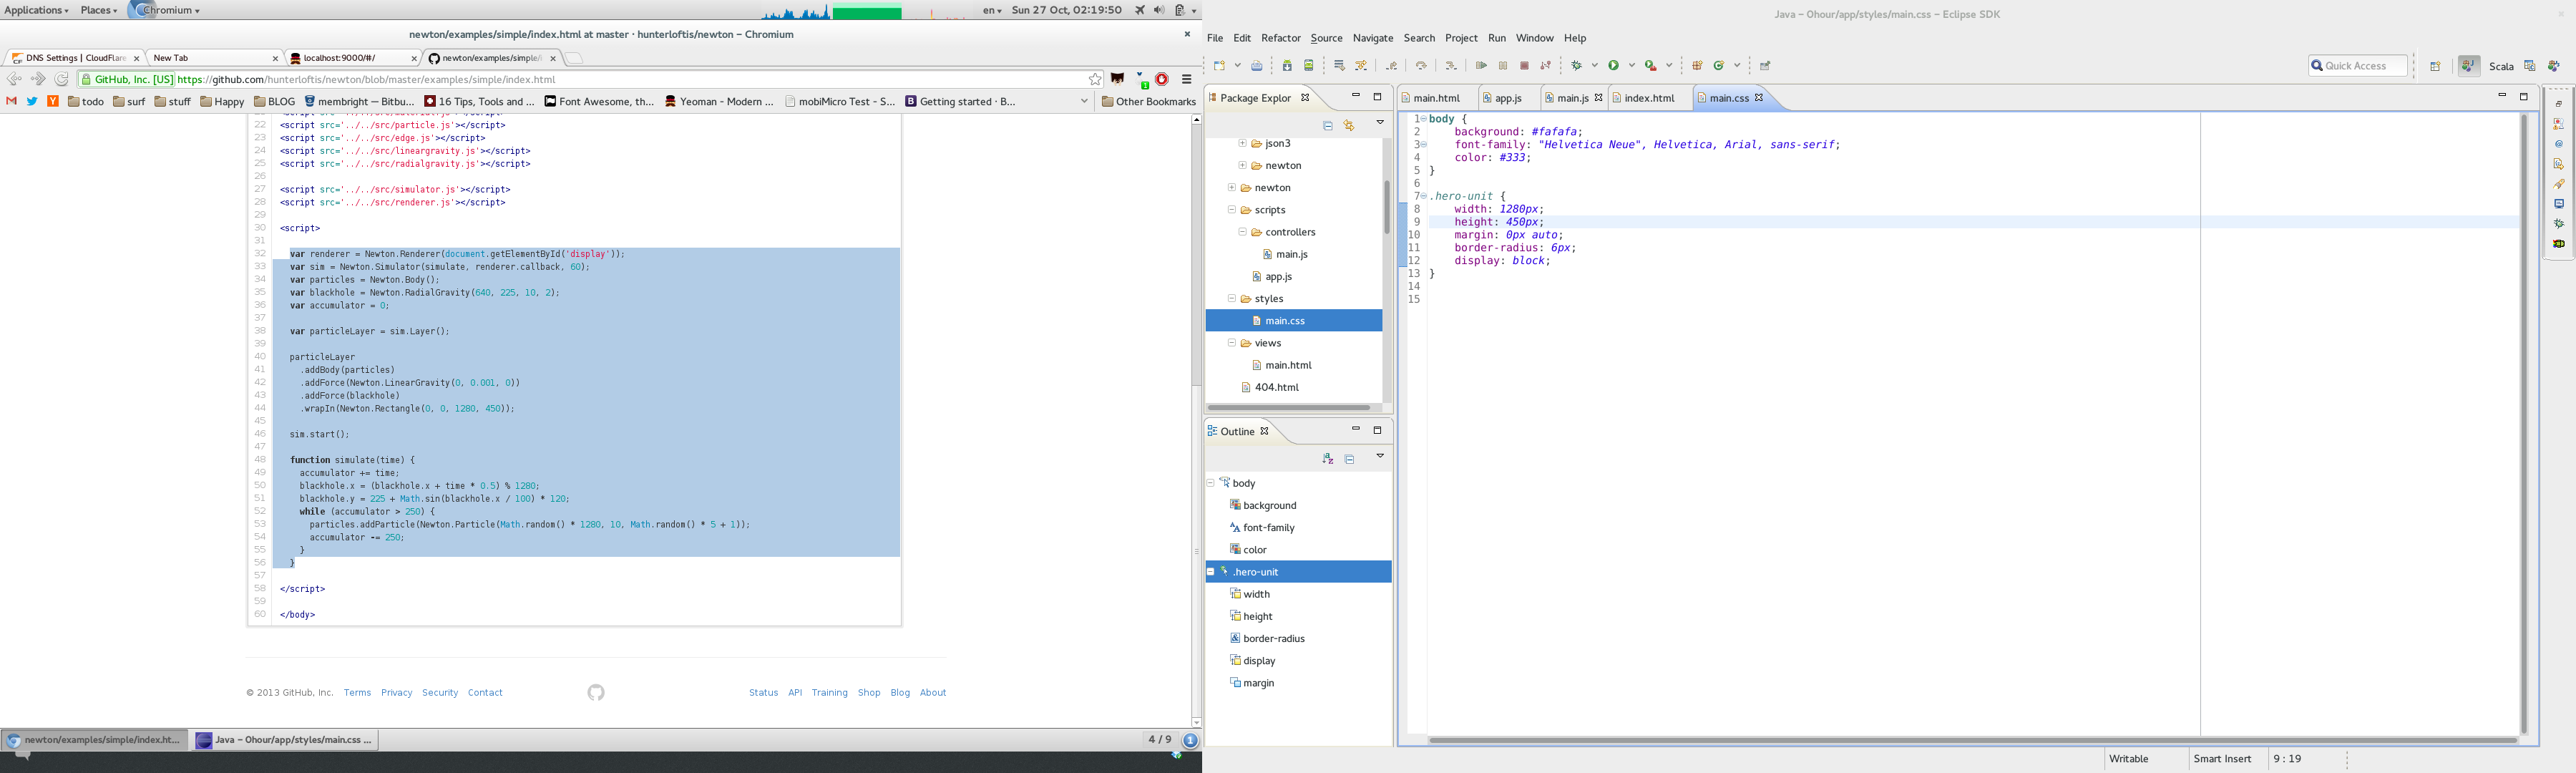 Applications
Places
Chromium
en
Sun 27 Oct, 02:19:50
newton/examples/simple/index.html at master · hunterloftis/newton – Chromium
DNS Settings | CloudFlare
New Tab
localhost:9000/#/
newton/examples/simple/
GitHub, Inc. [US]
https://github.com/hunterloftis/newton/blob/master/examples/simple/index.html
todo
surf
stuff
Happy
BLOG
membright — Bitbu...
16 Tips, Tools and ...
Font Awesome, th...
Yeoman - Modern ...
mobiMicro Test - S...
Getting started · B...
Other Bookmarks
22 <script src='../../src/particle.js'></script>
23 <script src='../../src/edge.js'></script>
24 <script src='../../src/lineargravity.js'></script>
25 <script src='../../src/radialgravity.js'></script>
26
27 <script src='../../src/simulator.js'></script>
28 <script src='../../src/renderer.js'></script>
29
30 <script>
31
32 var renderer = Newton.Renderer(document.getElementById('display'));
33 var sim = Newton.Simulator(simulate, renderer.callback, 60);
34 var particles = Newton.Body();
35 var blackhole = Newton.RadialGravity(640, 225, 10, 2);
36 var accumulator = 0;
37
38 var particleLayer = sim.Layer();
39
40 particleLayer
41 .addBody(particles)
42 .addForce(Newton.LinearGravity(0, 0.001, 0))
43 .addForce(blackhole)
44 .wrapIn(Newton.Rectangle(0, 0, 1280, 450));
45
46 sim.start();
47
48 function simulate(time) {
49 accumulator += time;
50 blackhole.x = (blackhole.x + time * 0.5) % 1280;
51 blackhole.y = 225 + Math.sin(blackhole.x / 100) * 120;
52 while (accumulator > 250) {
53 particles.addParticle(Newton.Particle(Math.random() * 1280, 10, Math.random() * 5 + 1));
54 accumulator -= 250;
55 }
56 }
57
58 </script>
59
60 </body>
© 2013 GitHub, Inc. Terms Privacy Security Contact
Status API Training Shop Blog About
newton/examples/simple/index.ht...
Java – Ohour/app/styles/main.css ...
4 / 9
1
Java – Ohour/app/styles/main.css – Eclipse SDK
File Edit Refactor Source Navigate Search Project Run Window Help
Quick Access
Scala
Package Explor
json3
newton
newton
scripts
controllers
main.js
app.js
styles
main.css
views
main.html
404.html
Outline
body
background
font-family
color
.hero-unit
width
height
border-radius
display
margin
main.html
app.js
main.js
index.html
main.css
1 body {
2 background: #fafafa;
3 font-family: "Helvetica Neue", Helvetica, Arial, sans-serif;
4 color: #333;
5 }
6
7 .hero-unit {
8 width: 1280px;
9 height: 450px;
10 margin: 0px auto;
11 border-radius: 6px;
12 display: block;
13 }
14
15
Writable
Smart Insert
9 : 19